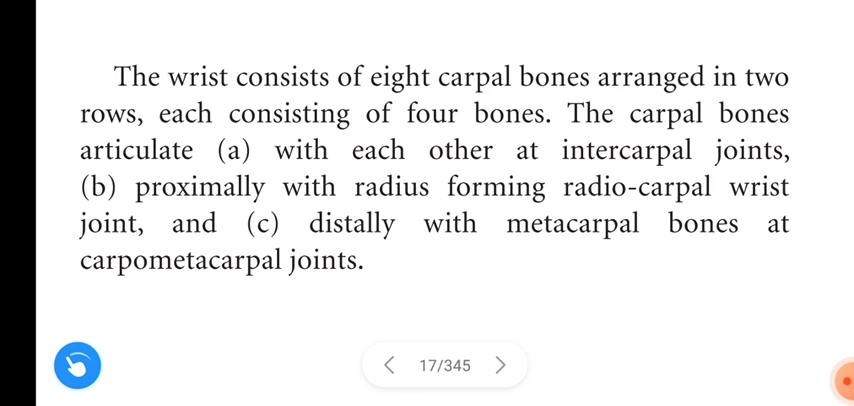 The wrist consists of eight carpal bones arranged in two
rows, each consisting of four bones. The carpal bones
articulate (a) with each other at intercarpal joints,
(b) proximally with radius forming radio-carpal wrist
joint, and (c) distally with metacarpal bones at
carpometacarpal joints.
17/345